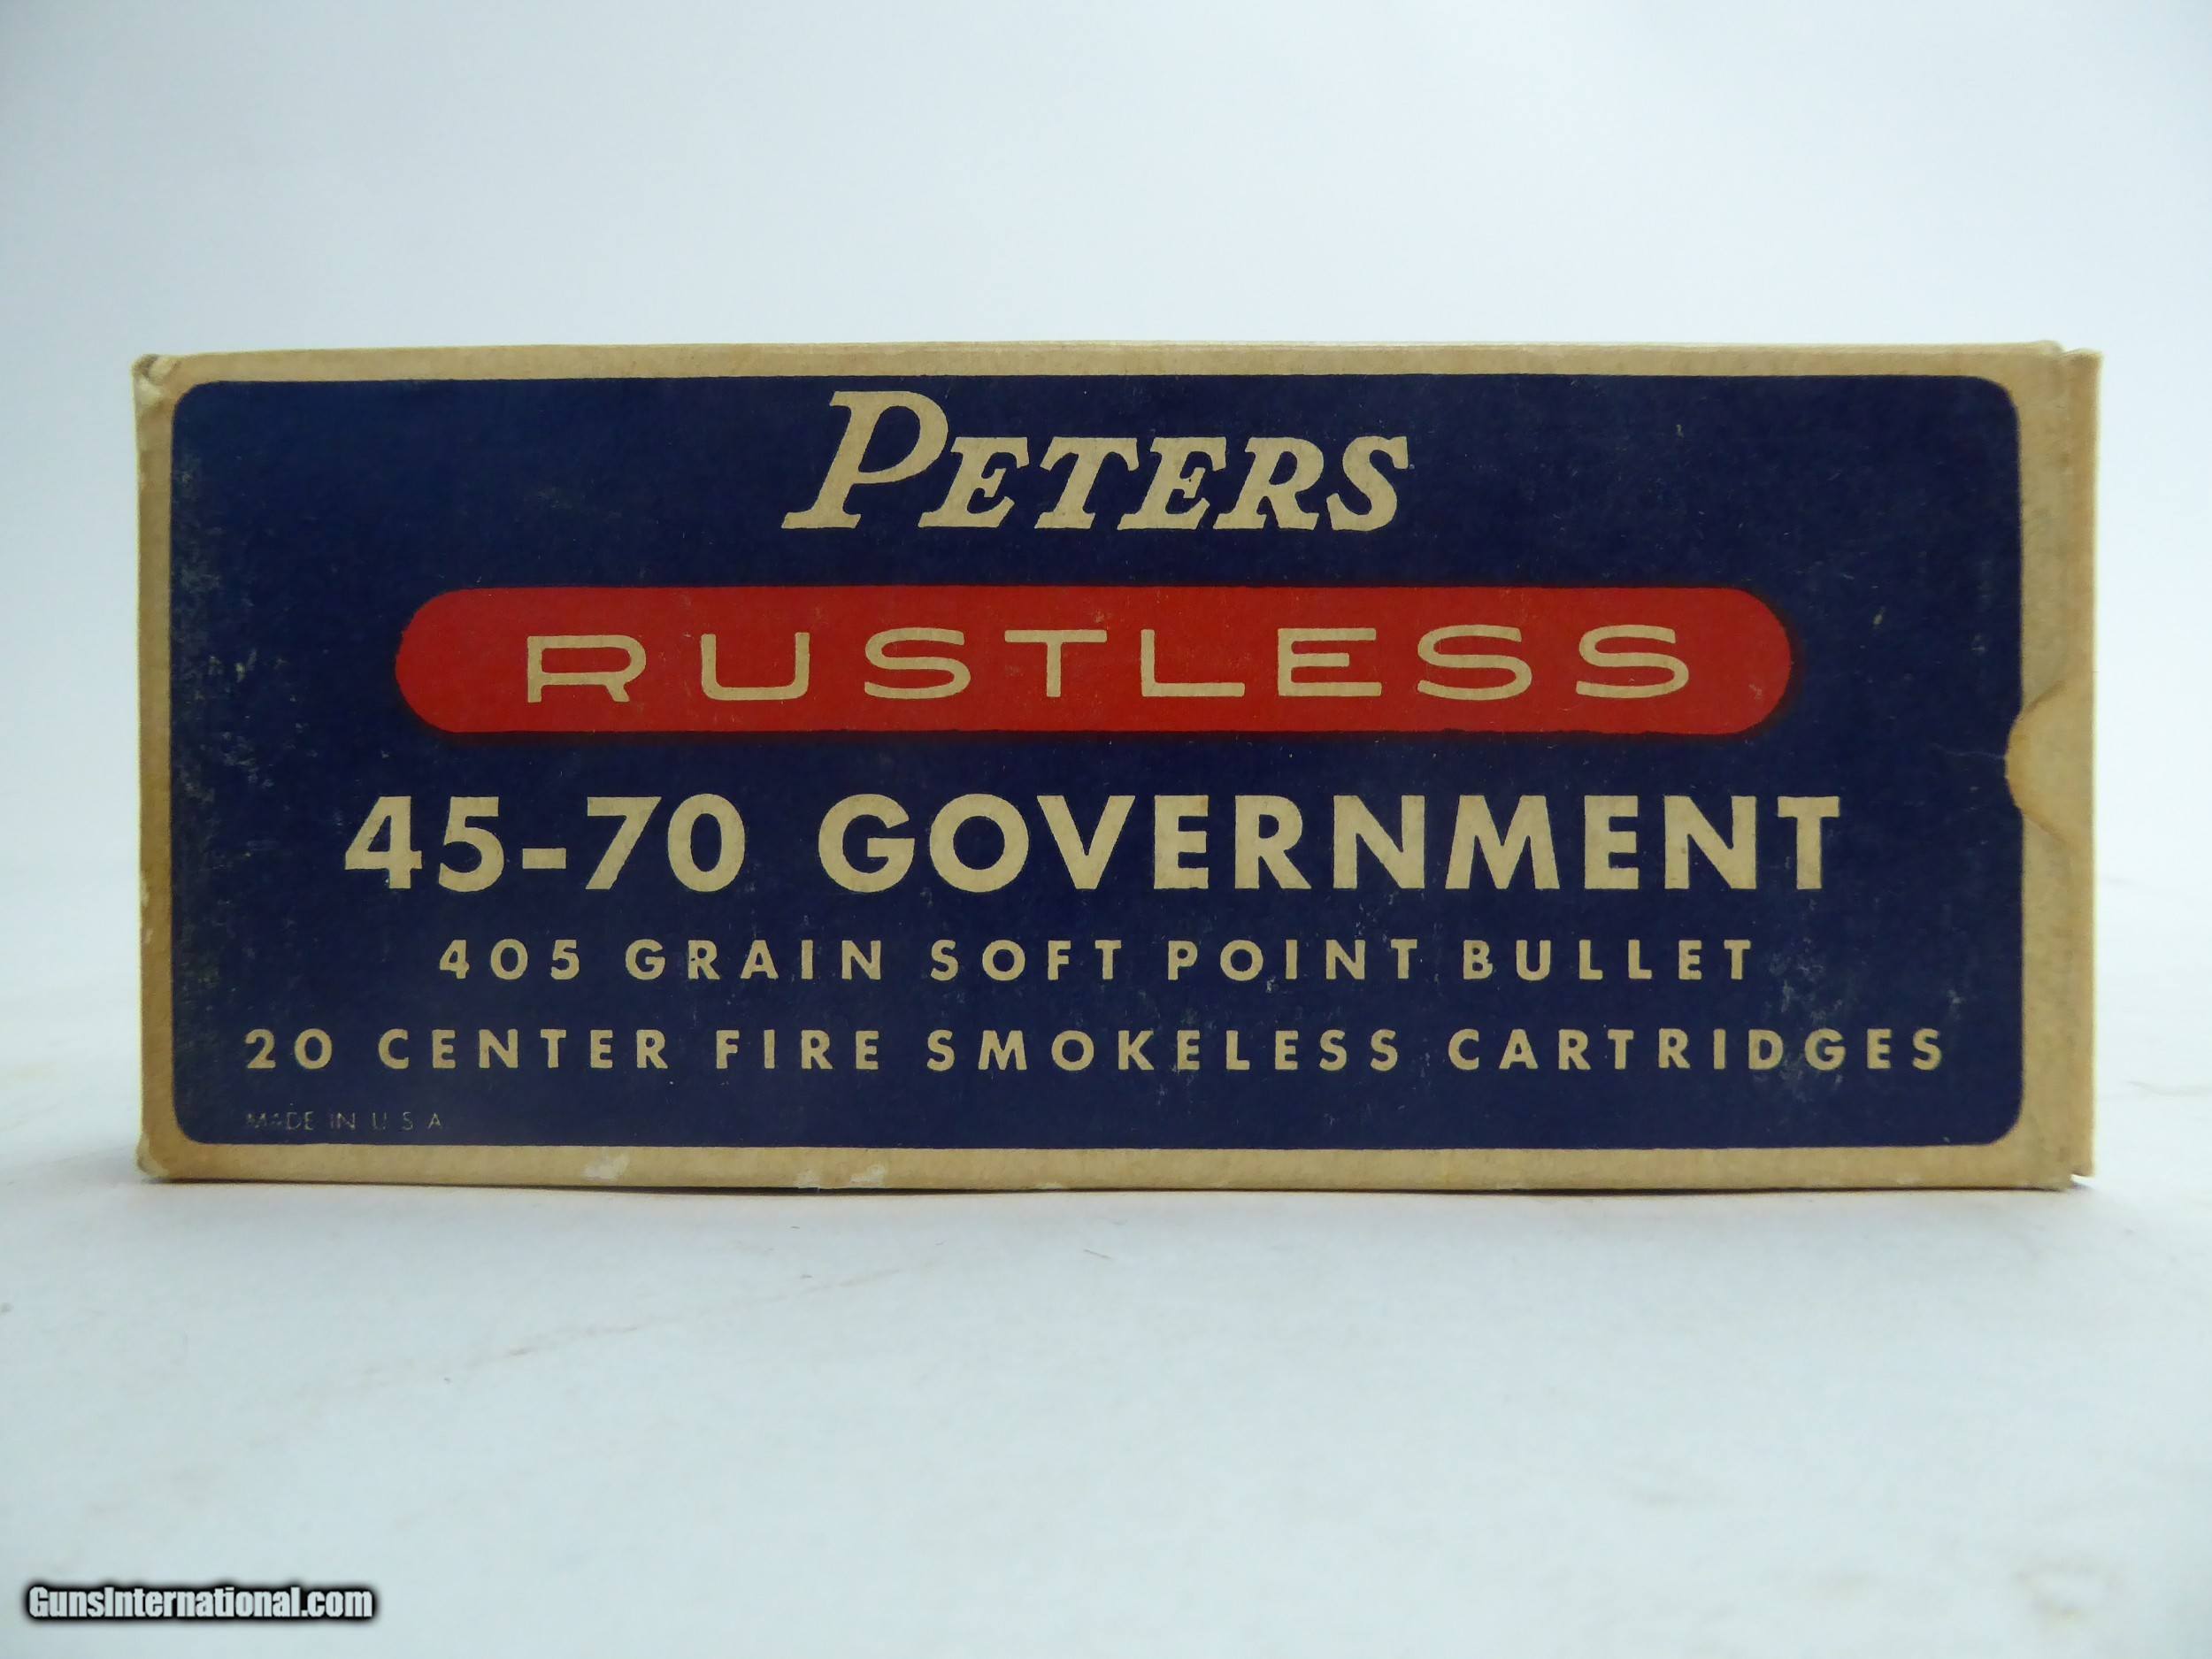 PETERS
RUSTLESS
45-70 GOVERNMENT
405 GRAIN SOFT POINT BULLET
20 CENTER FIRE SMOKELESS CARTRIDGES
MADE IN U S A
GunsInternational.com